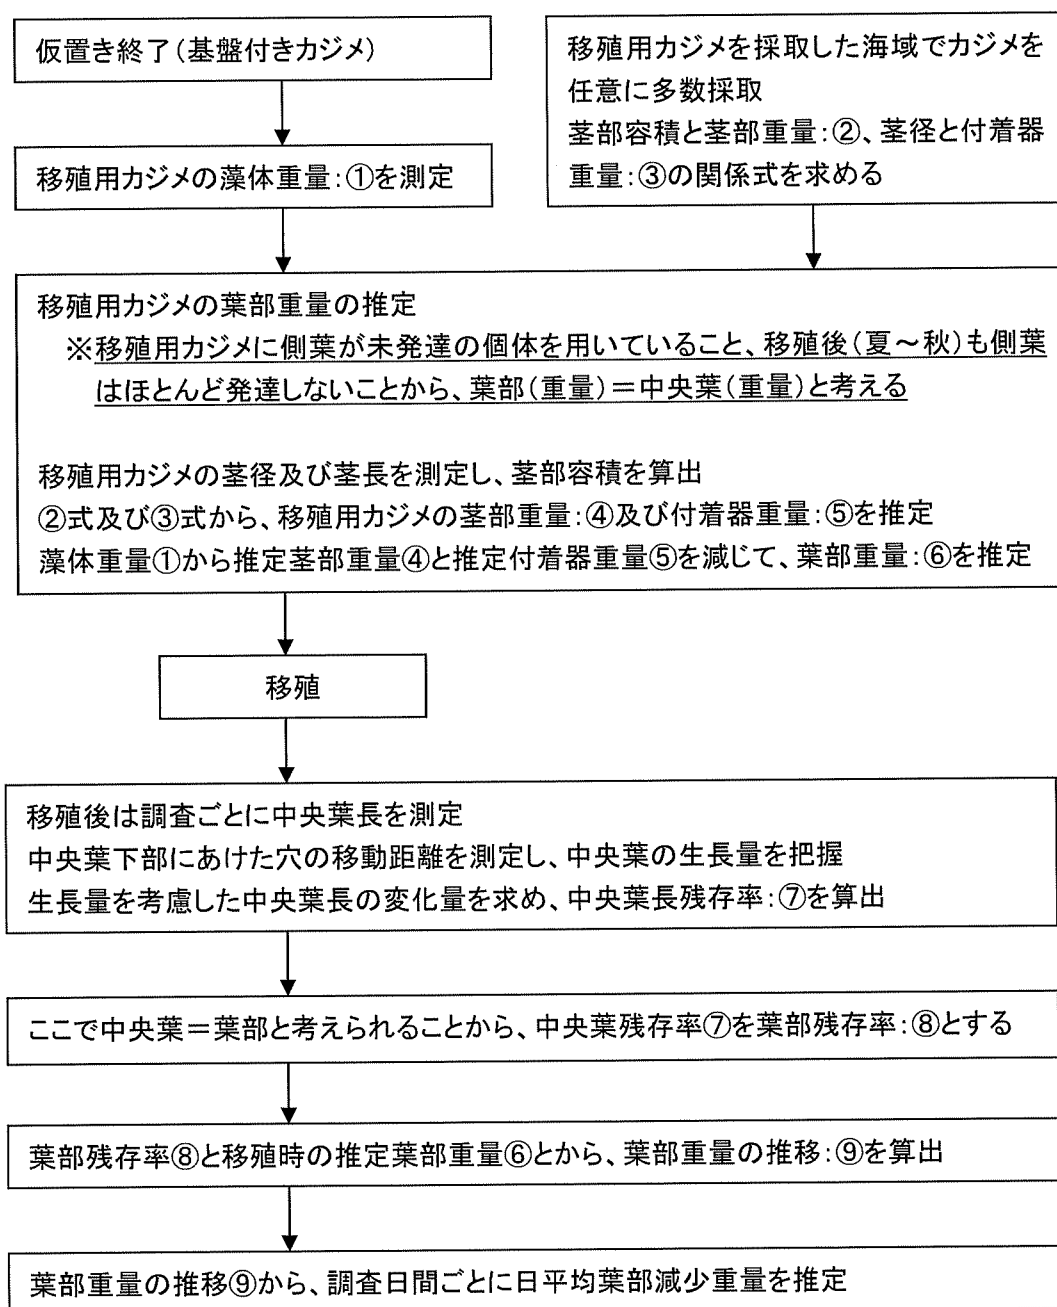 仮置き終了(基盤付きカジメ)
移植用カジメの藻体重量:①を測定
移植用カジメを採取した海域でカジメを
任意に多数採取
茎部容積と茎部重量:②、茎径と付着器
重量:③の関係式を求める
移植用カジメの葉部重量の推定
※移植用カジメに側葉が未発達の個体を用いていること、移植後(夏~秋)も側葉
はほとんど発達しないことから、葉部(重量)=中央葉(重量)と考える
移植用カジメの茎径及び茎長を測定し、茎部容積を算出
②式及び③式から、移植用カジメの茎部重量:④及び付着器重量:⑤を推定
藻体重量①から推定茎部重量④と推定付着器重量⑤を減じて、葉部重量:⑥を推定
移植
移植後は調査ごとに中央葉長を測定
中央葉下部にあけた穴の移動距離を測定し、中央葉の生長量を把握
生長量を考慮した中央葉長の変化量を求め、中央葉長残存率:⑦を算出
ここで中央葉=葉部と考えられることから、中央葉残存率⑦を葉部残存率:⑧とする
葉部残存率⑧と移植時の推定葉部重量⑥とから、葉部重量の推移:⑨を算出
葉部重量の推移⑨から、調査日間ごとに日平均葉部減少重量を推定